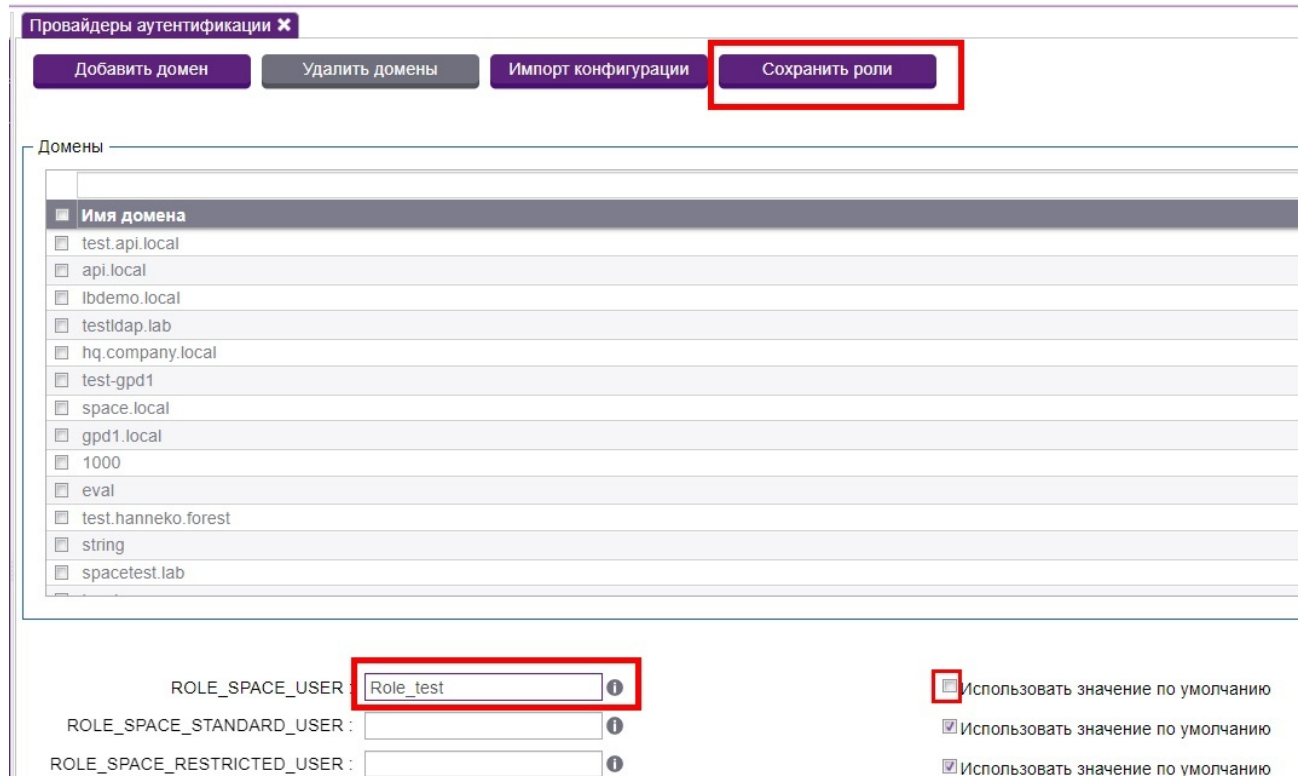 Провайдеры аутентификации
Добавить домен Удалить домены Импорт конфигурации Сохранить роли
Домены
Имя домена
test.api.local
api.local
lbdemo.local
testldap.lab
hq.company.local
test-gpd1
space.local
gpd1.local
1000
eval
test.hanneko.forest
string
spacetest.lab
ROLE_SPACE_USER : Role_test Использовать значение по умолчанию
ROLE_SPACE_STANDARD_USER : Использовать значение по умолчанию
ROLE_SPACE_RESTRICTED_USER : Использовать значение по умолчанию